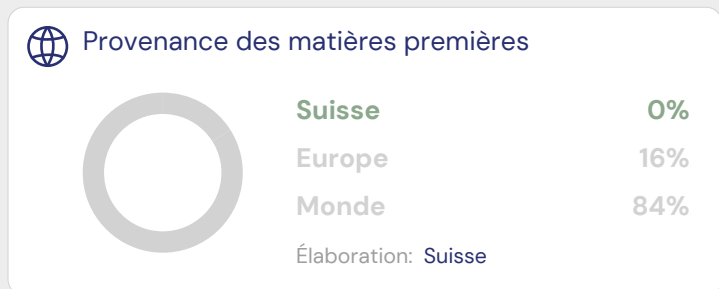 Provenance des matières premières
Suisse 0%
Europe 16%
Monde 84%
Élaboration: Suisse